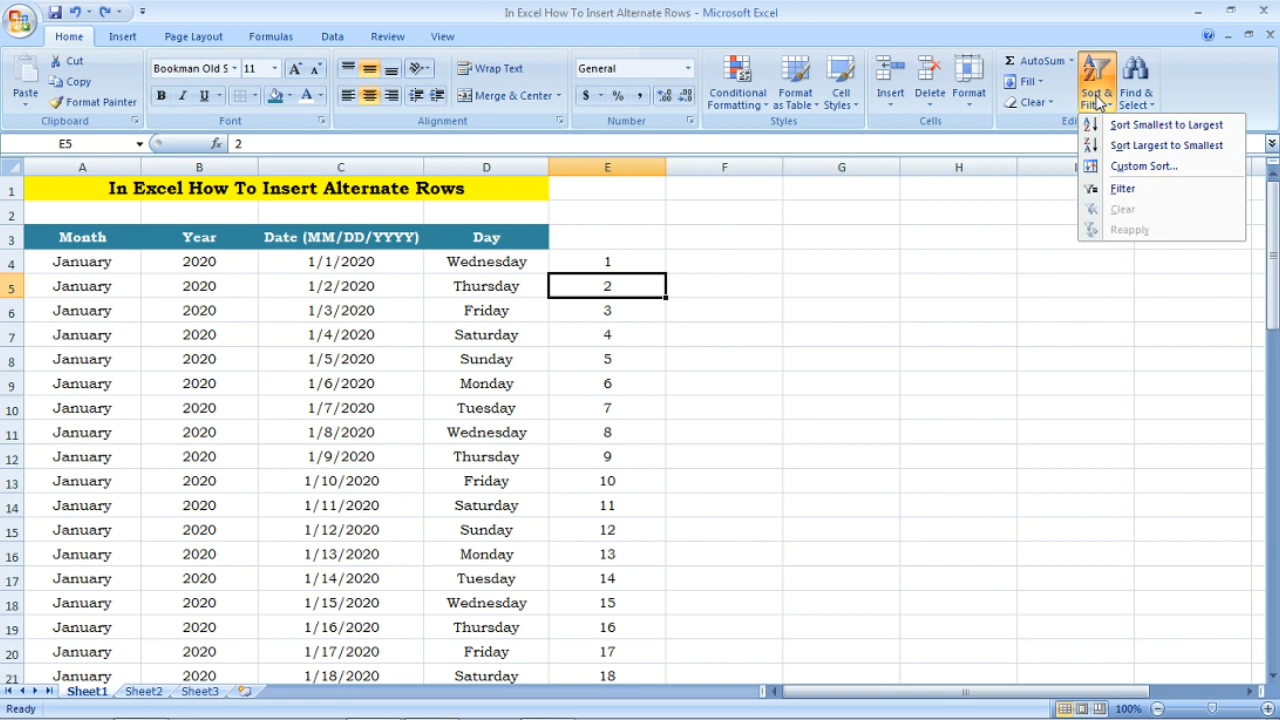 In Excel How To Insert Alternate Rows - Microsoft Excel
Home Insert Page Layout Formulas Data Review View
Paste
Cut
Copy
Format Painter
Clipboard
Bookman Old S 11 A A
B I U A
Font
Wrap Text
Merge & Center
Alignment
General
$ % ,
Number
Conditional Formatting
Format as Table
Cell Styles
Styles
Insert Delete Format
Cells
Σ AutoSum
Fill
Clear
Sort &
Find & Select
Sort Smallest to Largest
Sort Largest to Smallest
Custom Sort...
Filter
Clear
Reapply
E5 fx 2
A B C D E F G H
1 In Excel How To Insert Alternate Rows
2
3 Month Year Date (MM/DD/YYYY) Day
4 January 2020 1/1/2020 Wednesday 1
5 January 2020 1/2/2020 Thursday 2
6 January 2020 1/3/2020 Friday 3
7 January 2020 1/4/2020 Saturday 4
8 January 2020 1/5/2020 Sunday 5
9 January 2020 1/6/2020 Monday 6
10 January 2020 1/7/2020 Tuesday 7
11 January 2020 1/8/2020 Wednesday 8
12 January 2020 1/9/2020 Thursday 9
13 January 2020 1/10/2020 Friday 10
14 January 2020 1/11/2020 Saturday 11
15 January 2020 1/12/2020 Sunday 12
16 January 2020 1/13/2020 Monday 13
17 January 2020 1/14/2020 Tuesday 14
18 January 2020 1/15/2020 Wednesday 15
19 January 2020 1/16/2020 Thursday 16
20 January 2020 1/17/2020 Friday 17
21 January 2020 1/18/2020 Saturday 18
Sheet1 Sheet2 Sheet3
Ready 100%